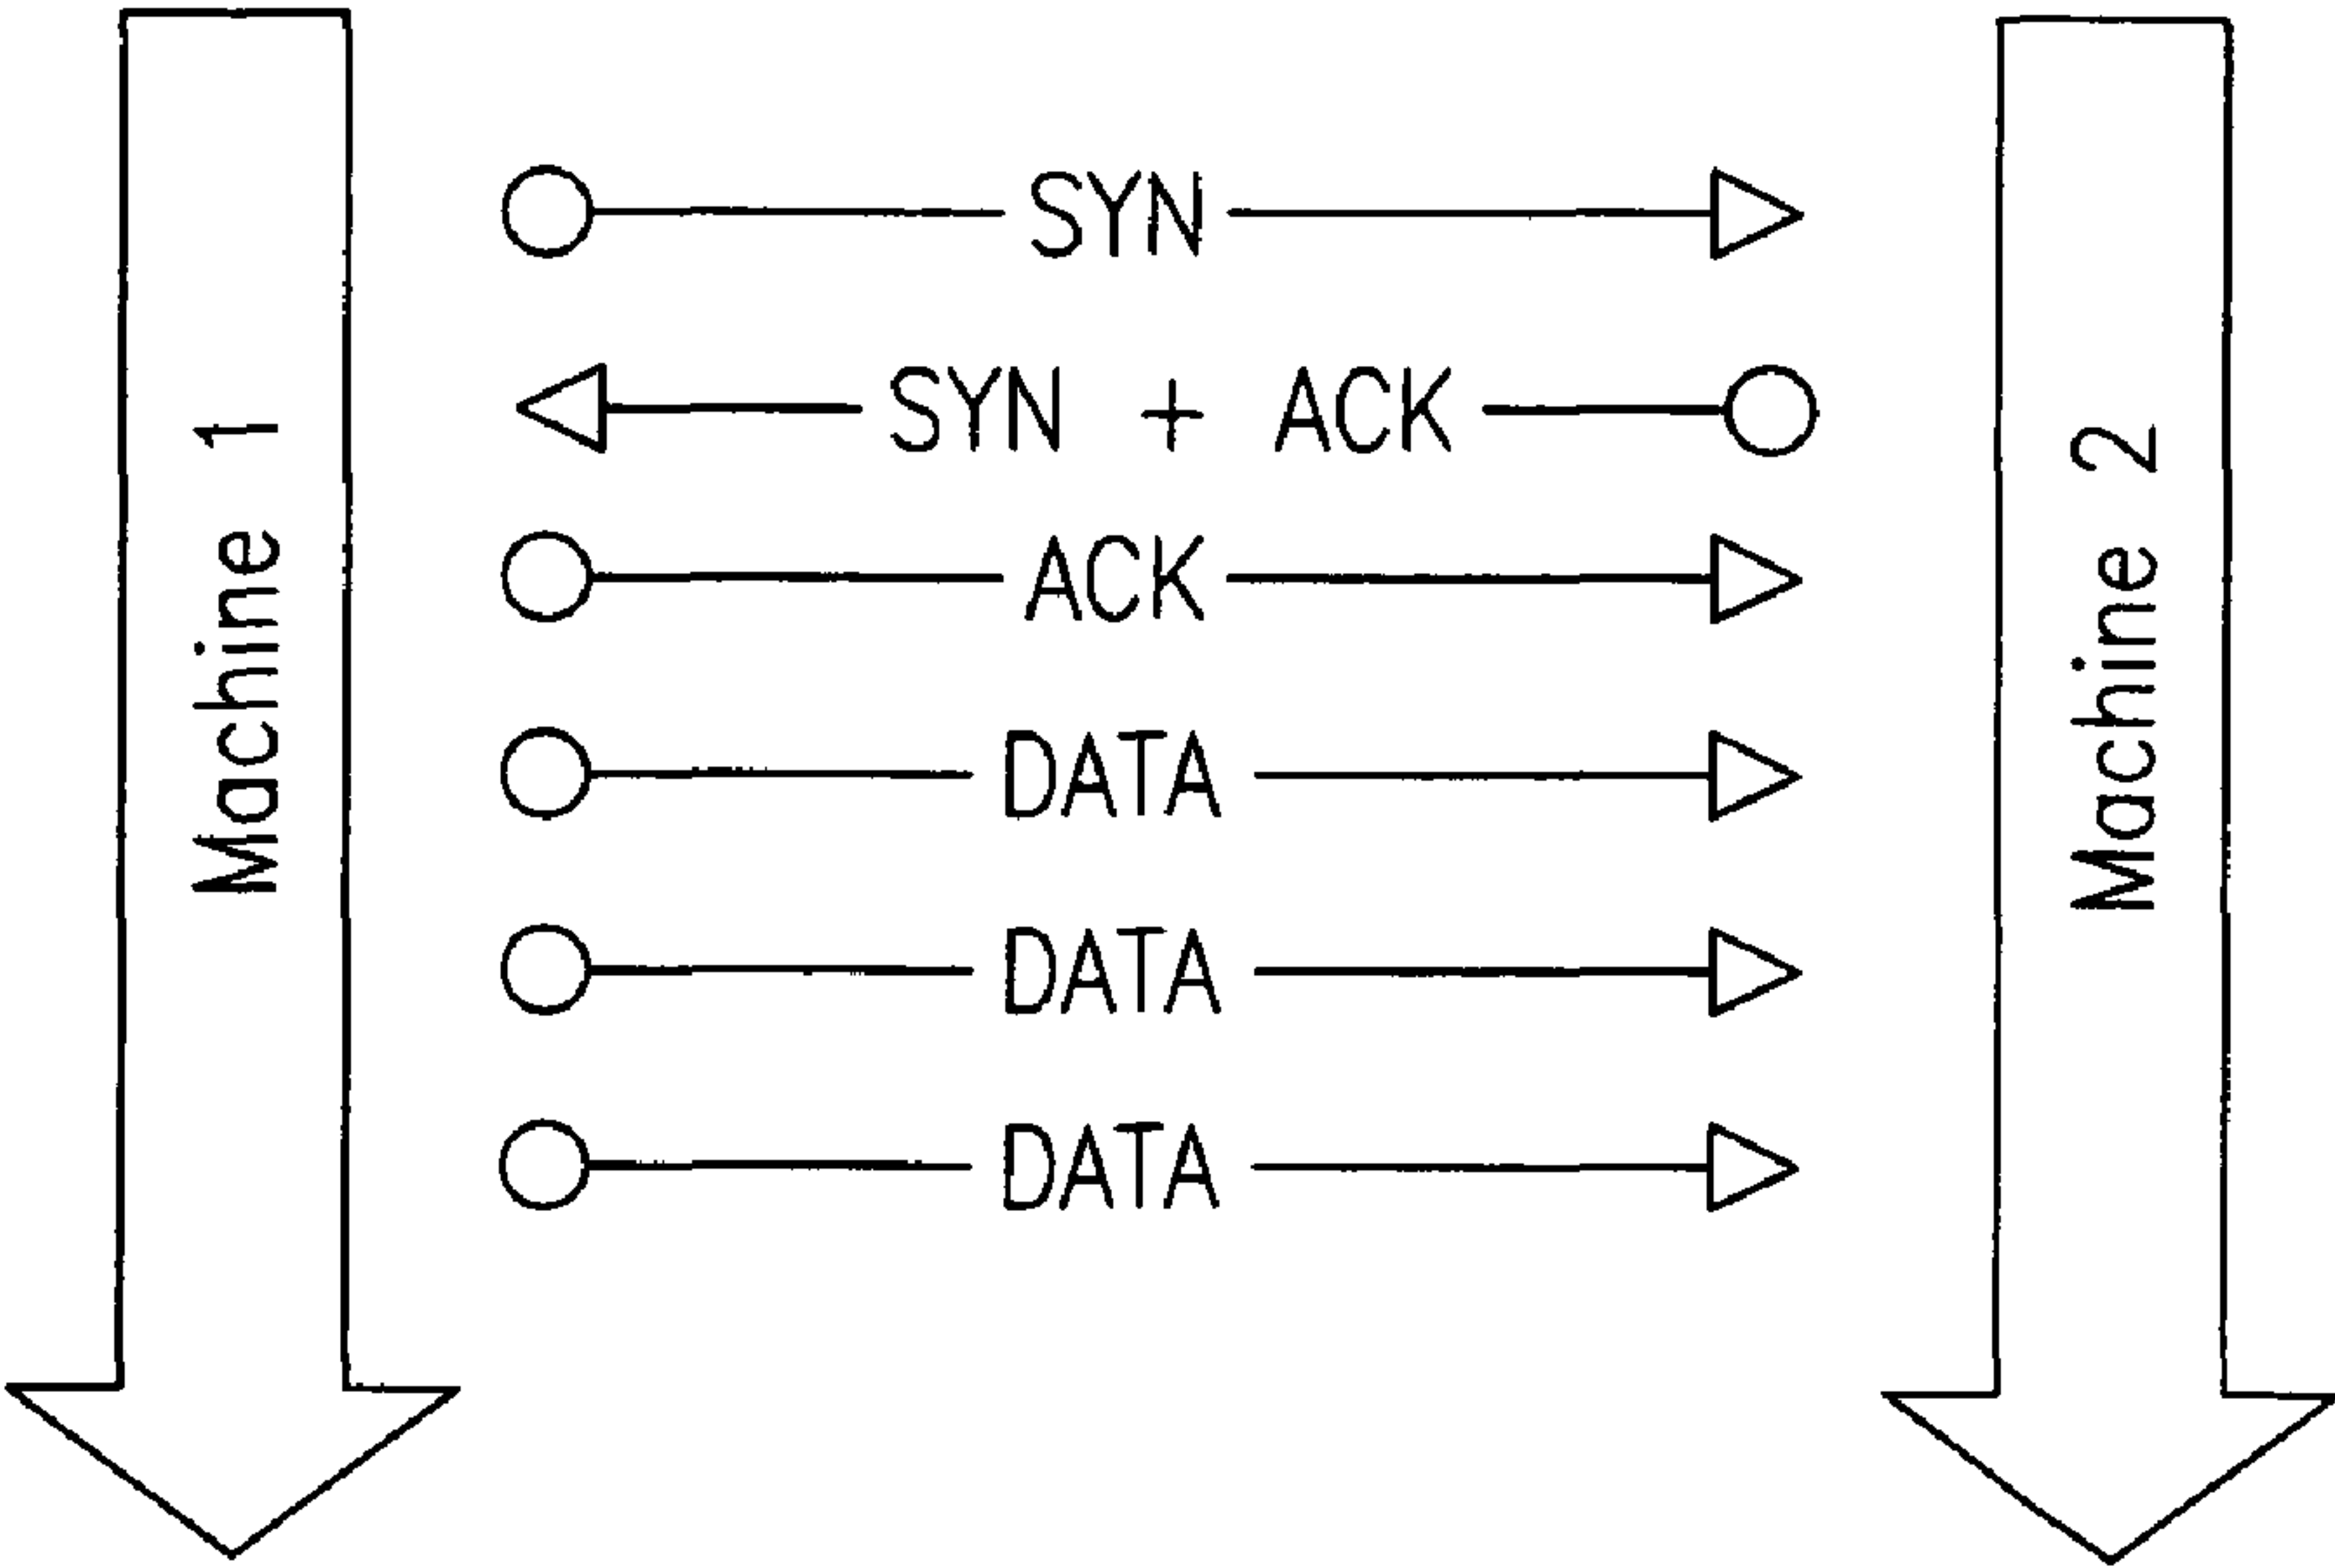 Machine 1
SYN
SYN + ACK
ACK
DATA
DATA
DATA
Machine 2